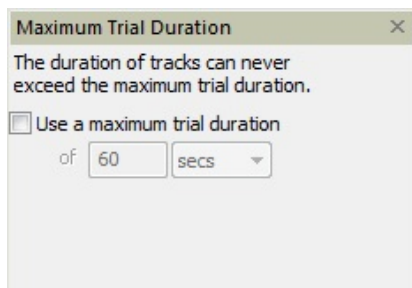 Maximum Trial Duration
The duration of tracks can never
exceed the maximum trial duration.
Use a maximum trial duration
of 60 secs